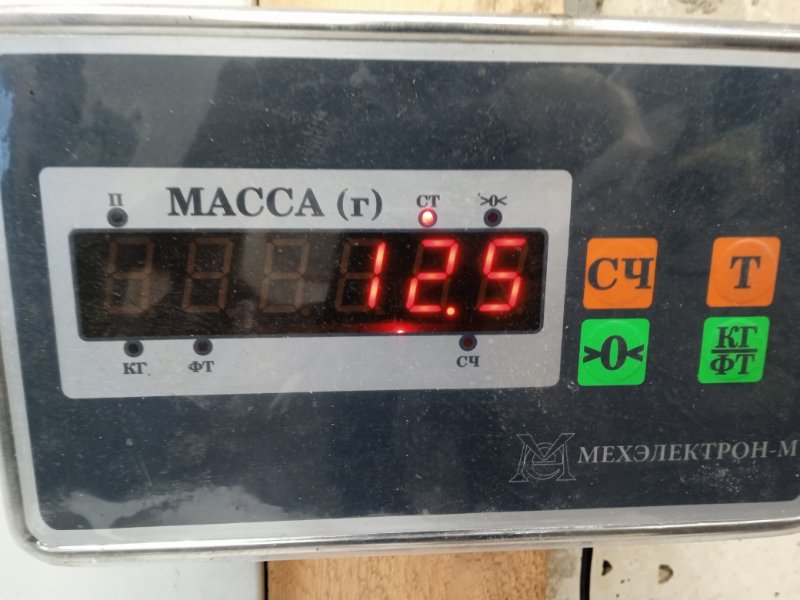 П МАССА (г) СТ >0<
12.5
КГ ФТ СЧ
СЧ Т
>0< КГ/ФТ
МЕХЭЛЕКТРОН-М